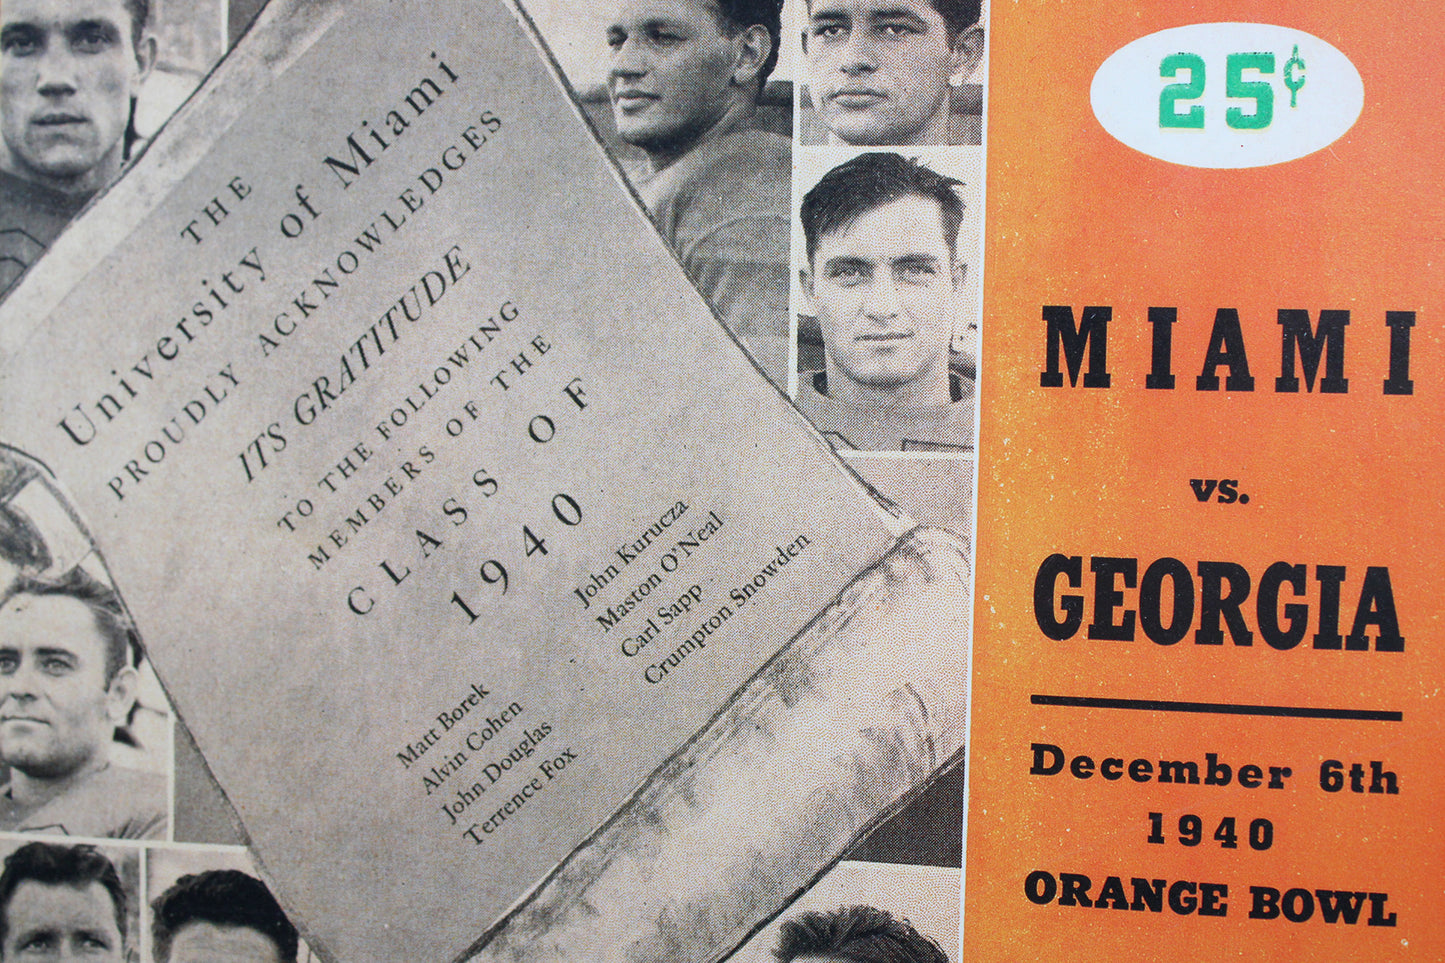 THE
University of Miami
PROUDLY ACKNOWLEDGES
ITS GRATITUDE
TO THE FOLLOWING
MEMBERS OF THE
CLASS OF
1940
Matt Borek
Alvin Cohen
John Douglas
Terrence Fox
John Kurucza
Maston O'Neal
Carl Sapp
Crumpton Snowden
25¢
MIAMI
vs.
GEORGIA
December 6th
1940
ORANGE BOWL